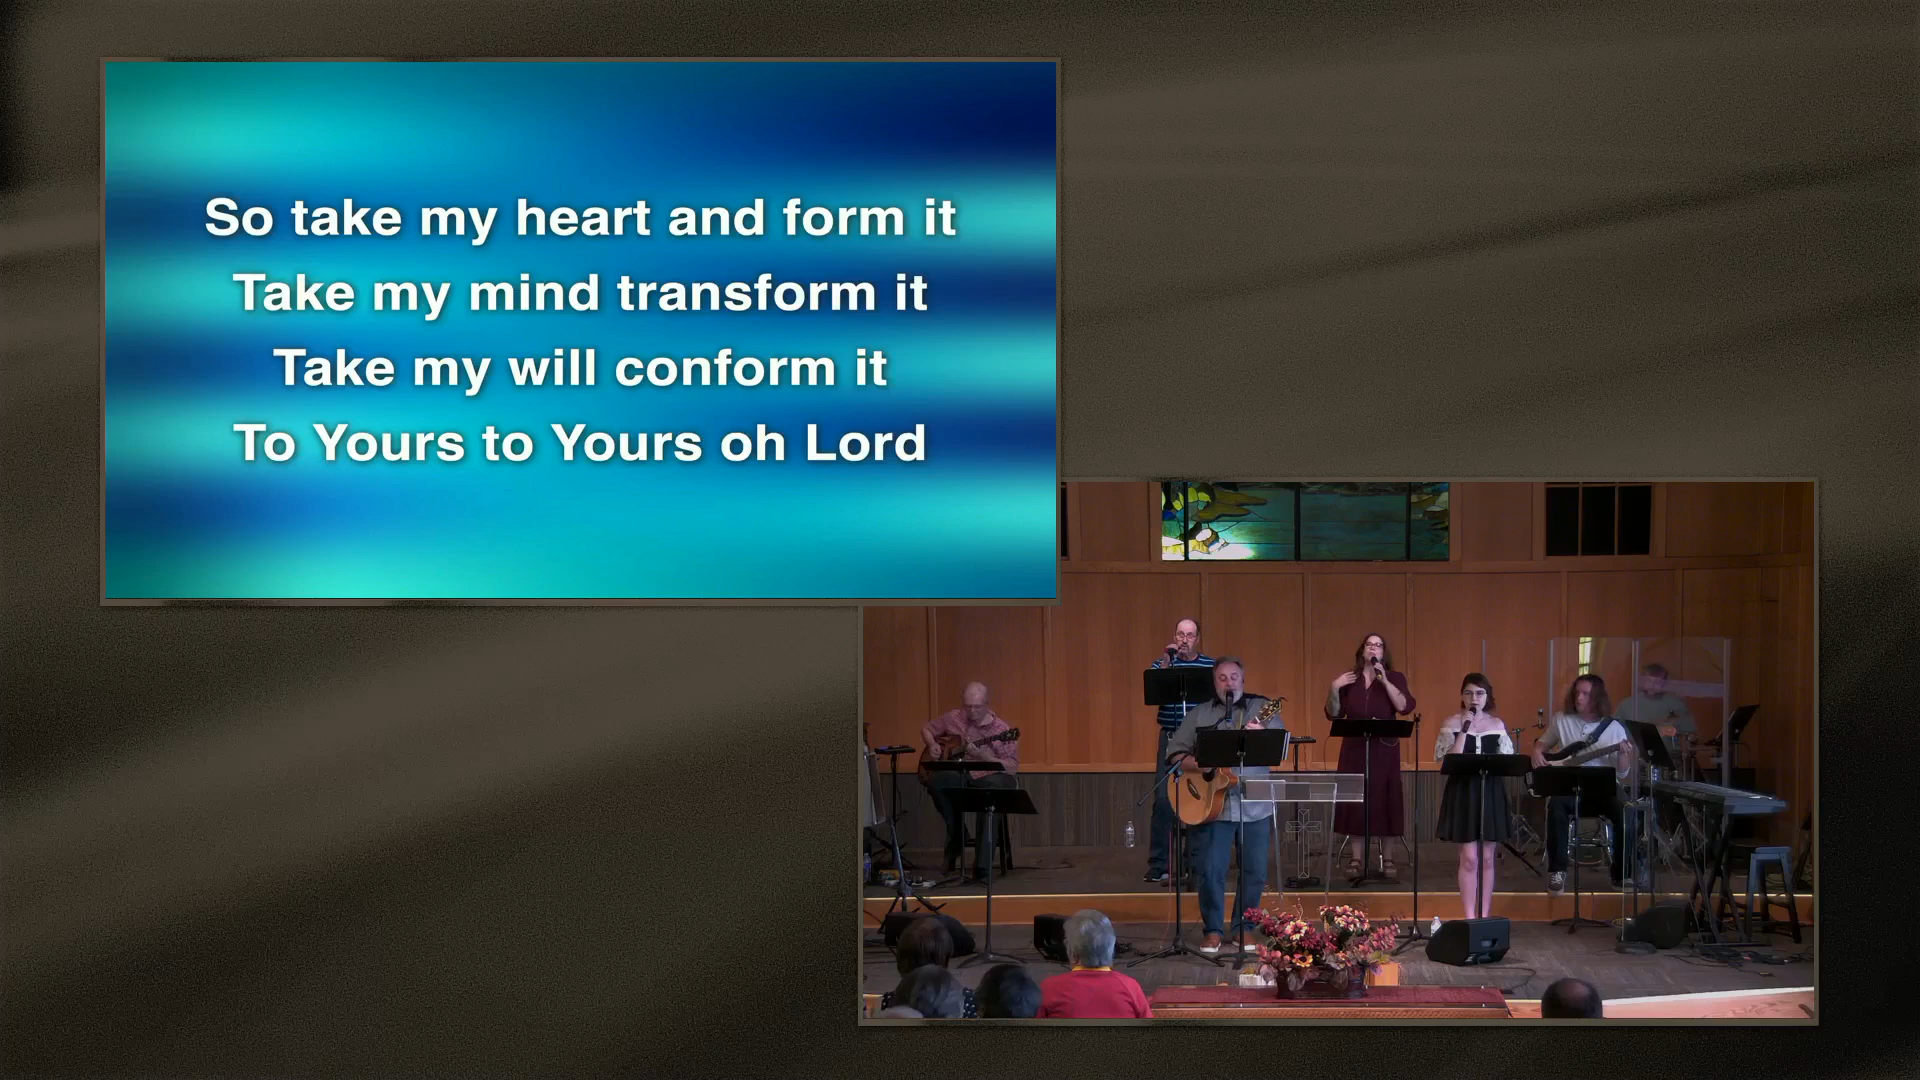 So take my heart and form it
Take my mind transform it
Take my will conform it
To Yours to Yours oh Lord